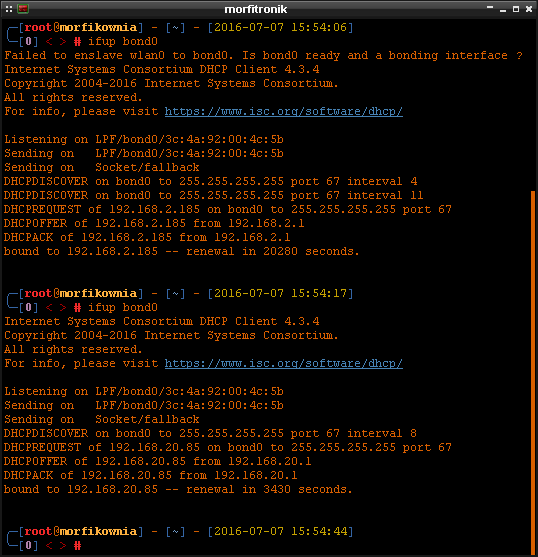 morfitronik
[root@morfikownia] - [~] - [2016-07-07 15:54:06]
[0] < > # ifup bond0
Failed to enslave wlan0 to bond0. Is bond0 ready and a bonding interface ?
Internet Systems Consortium DHCP Client 4.3.4
Copyright 2004-2016 Internet Systems Consortium.
All rights reserved.
For info, please visit https://www.isc.org/software/dhcp/
Listening on LPF/bond0/3c:4a:92:00:4c:5b
Sending on   LPF/bond0/3c:4a:92:00:4c:5b
Sending on   Socket/fallback
DHCPDISCOVER on bond0 to 255.255.255.255 port 67 interval 4
DHCPDISCOVER on bond0 to 255.255.255.255 port 67 interval 11
DHCPREQUEST of 192.168.2.185 on bond0 to 255.255.255.255 port 67
DHCPOFFER of 192.168.2.185 from 192.168.2.1
DHCPACK of 192.168.2.185 from 192.168.2.1
bound to 192.168.2.185 -- renewal in 20280 seconds.
[root@morfikownia] - [~] - [2016-07-07 15:54:17]
[0] < > # ifup bond0
Internet Systems Consortium DHCP Client 4.3.4
Copyright 2004-2016 Internet Systems Consortium.
All rights reserved.
For info, please visit https://www.isc.org/software/dhcp/
Listening on LPF/bond0/3c:4a:92:00:4c:5b
Sending on   LPF/bond0/3c:4a:92:00:4c:5b
Sending on   Socket/fallback
DHCPDISCOVER on bond0 to 255.255.255.255 port 67 interval 8
DHCPREQUEST of 192.168.20.85 on bond0 to 255.255.255.255 port 67
DHCPOFFER of 192.168.20.85 from 192.168.20.1
DHCPACK of 192.168.20.85 from 192.168.20.1
bound to 192.168.20.85 -- renewal in 3430 seconds.
[root@morfikownia] - [~] - [2016-07-07 15:54:44]
[0] < > #